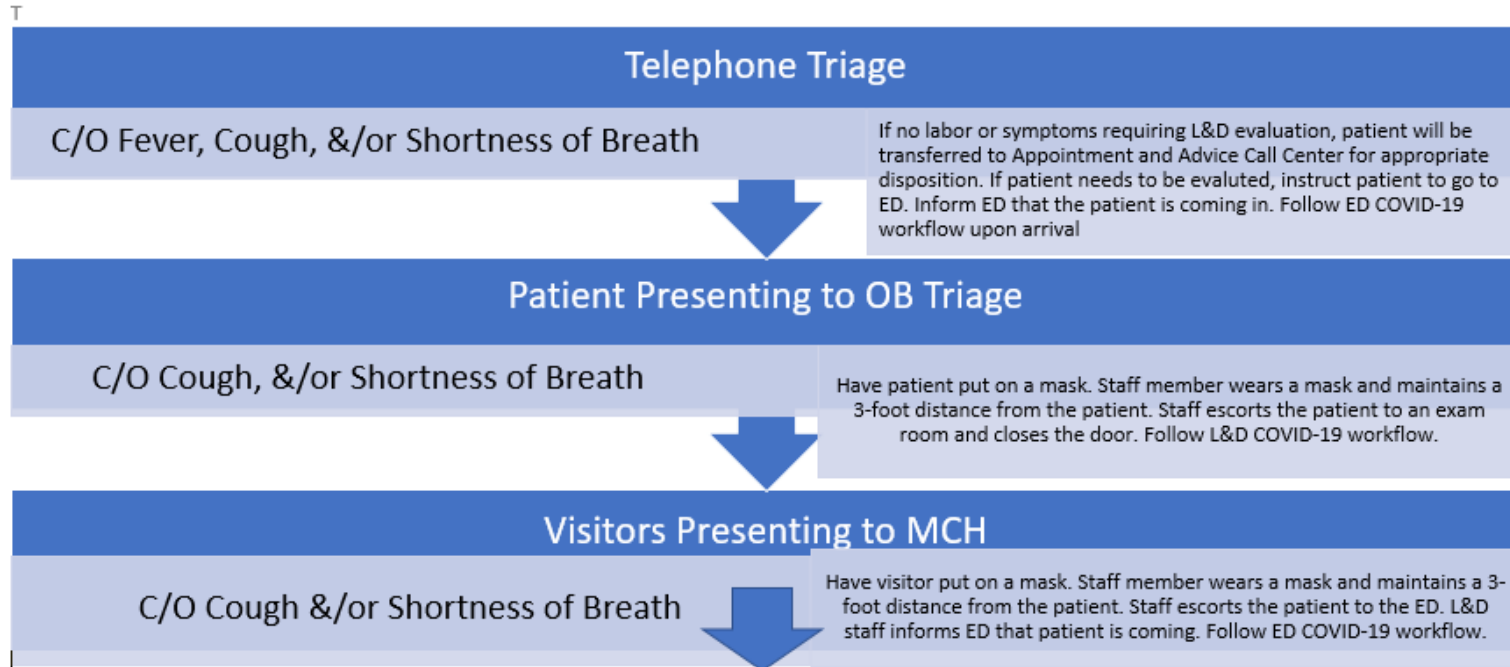 T
Telephone Triage
C/O Fever, Cough, &/or Shortness of Breath
If no labor or symptoms requiring L&D evaluation, patient will be
transferred to Appointment and Advice Call Center for appropriate
disposition. If patient needs to be evaluted, instruct patient to go to
ED. Inform ED that the patient is coming in. Follow ED COVID-19
workflow upon arrival
Patient Presenting to OB Triage
C/O Cough, &/or Shortness of Breath
Have patient put on a mask. Staff member wears a mask and maintains a
3-foot distance from the patient. Staff escorts the patient to an exam
room and closes the door. Follow L&D COVID-19 workflow.
Visitors Presenting to MCH
C/O Cough &/or Shortness of Breath
Have visitor put on a mask. Staff member wears a mask and maintains a 3-
foot distance from the patient. Staff escorts the patient to the ED. L&D
staff informs ED that patient is coming. Follow ED COVID-19 workflow.